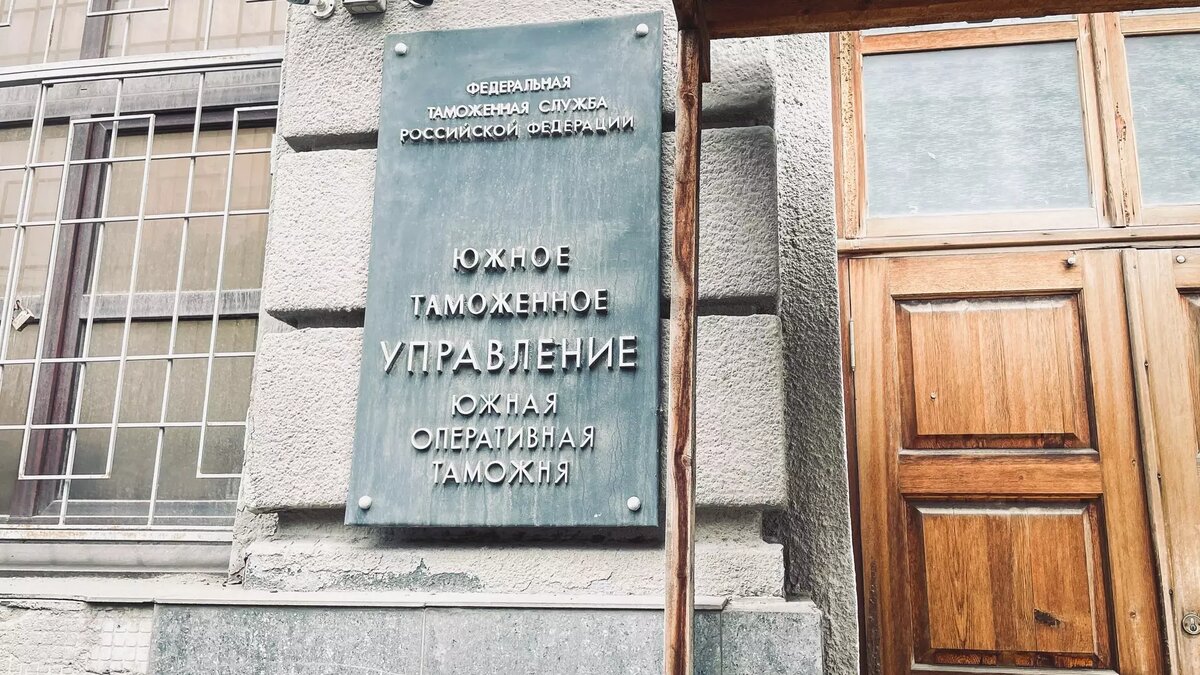 ФЕДЕРАЛЬНАЯ
ТАМОЖЕННАЯ СЛУЖБА
РОССИЙСКОЙ ФЕДЕРАЦИИ
ЮЖНОЕ
ТАМОЖЕННОЕ
УПРАВЛЕНИЕ
ЮЖНАЯ
ОПЕРАТИВНАЯ
ТАМОЖНЯ